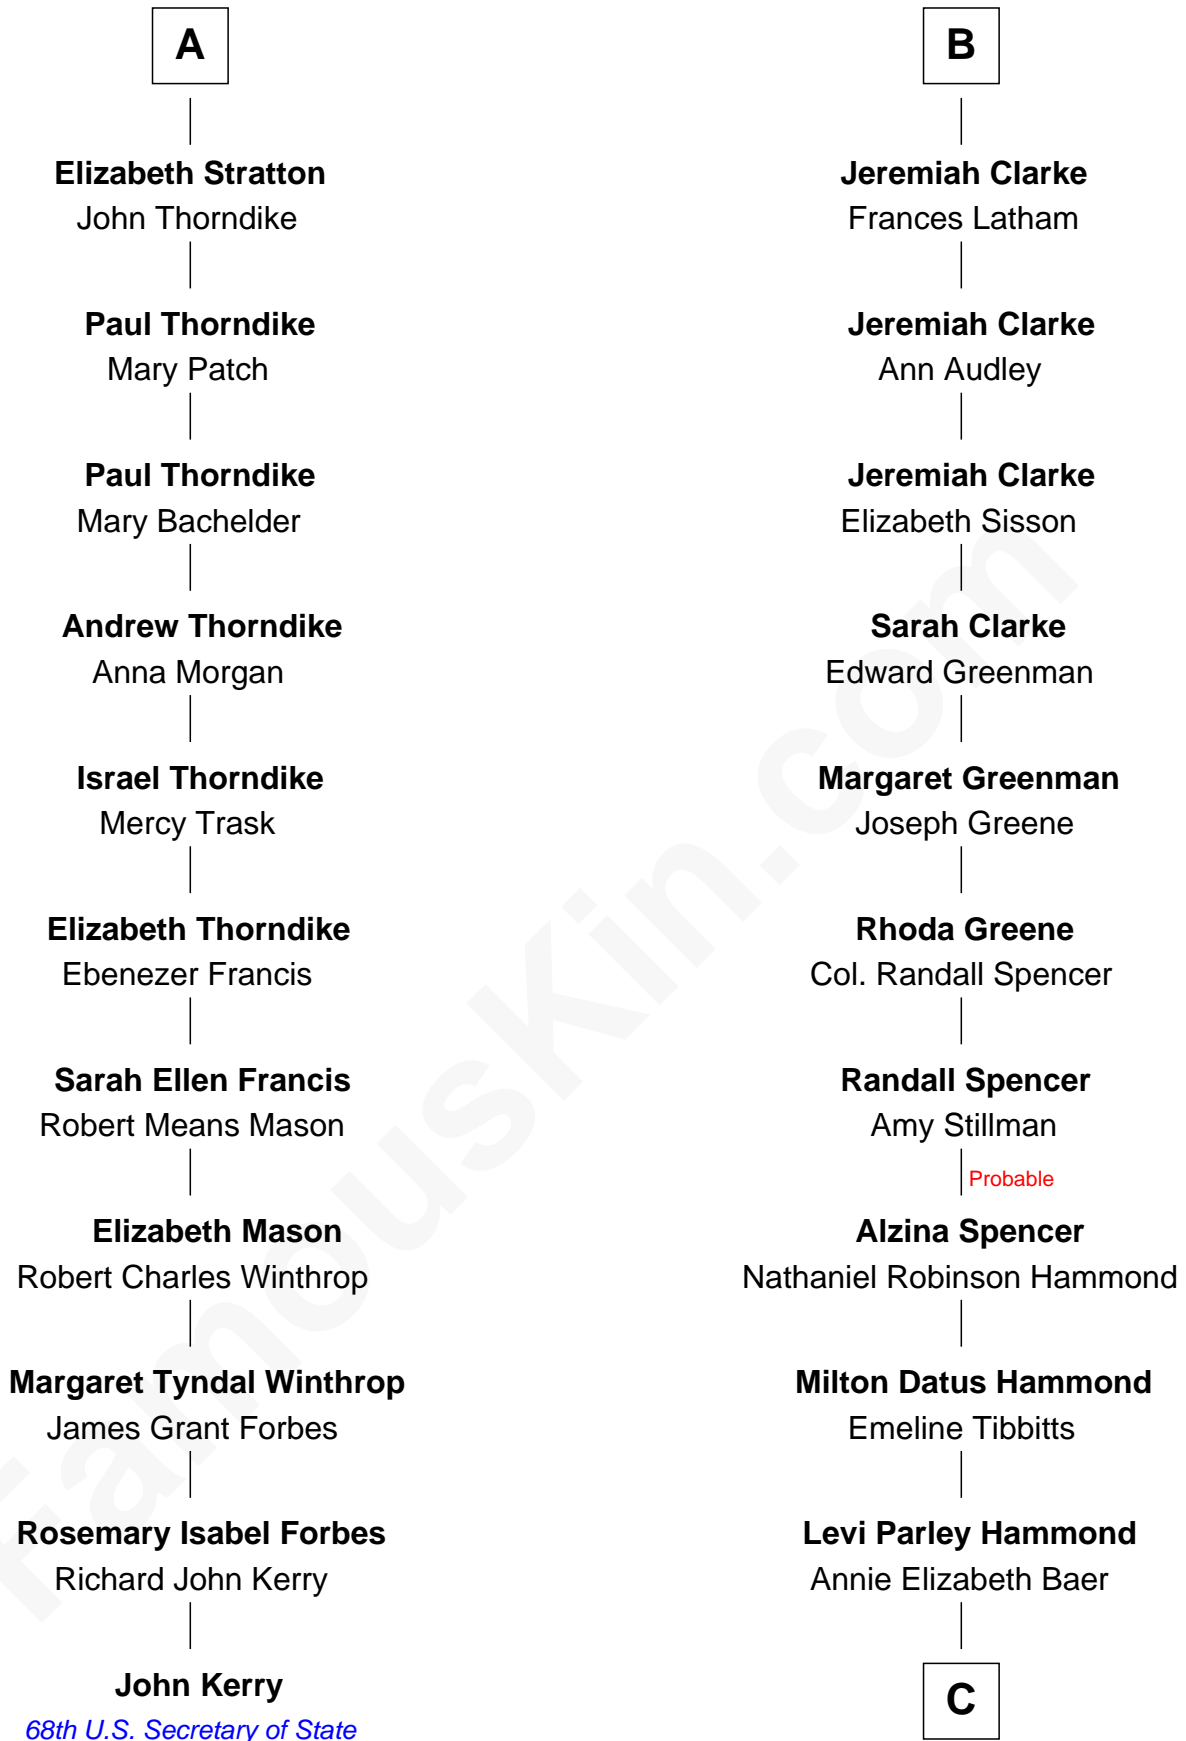 A
Elizabeth Stratton
John Thorndike
Paul Thorndike
Mary Patch
Paul Thorndike
Mary Bachelder
Andrew Thorndike
Anna Morgan
Israel Thorndike
Mercy Trask
Elizabeth Thorndike
Ebenezer Francis
Sarah Ellen Francis
Robert Means Mason
Elizabeth Mason
Robert Charles Winthrop
Margaret Tyndal Winthrop
James Grant Forbes
Rosemary Isabel Forbes
Richard John Kerry
John Kerry
68th U.S. Secretary of State
B
Jeremiah Clarke
Frances Latham
Jeremiah Clarke
Ann Audley
Jeremiah Clarke
Elizabeth Sisson
Sarah Clarke
Edward Greenman
Margaret Greenman
Joseph Greene
Rhoda Greene
Col. Randall Spencer
Randall Spencer
Amy Stillman
Probable
Alzina Spencer
Nathaniel Robinson Hammond
Milton Datus Hammond
Emeline Tibbitts
Levi Parley Hammond
Annie Elizabeth Baer
C
FamousKin.com